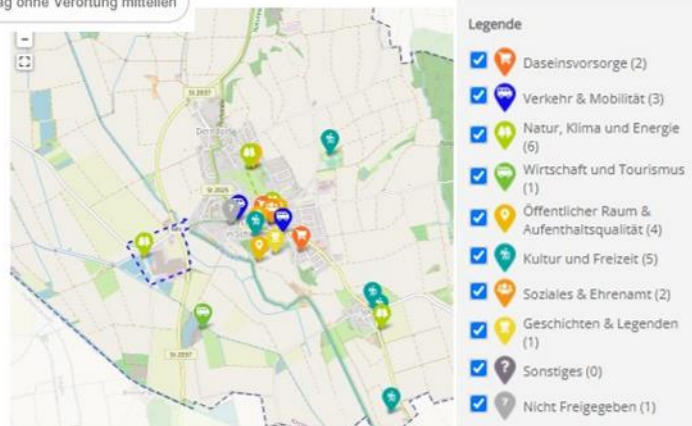 ag ohne Verortung mitteilen
St 2037
St 2025
St 2037
Legende
Daseinsvorsorge (2)
Verkehr & Mobilität (3)
Natur, Klima und Energie
(6)
Wirtschaft und Tourismus
(1)
Öffentlicher Raum &
Aufenthaltsqualität (4)
Kultur und Freizeit (5)
Soziales & Ehrenamt (2)
Geschichten & Legenden
(1)
Sonstiges (0)
Nicht Freigegeben (1)